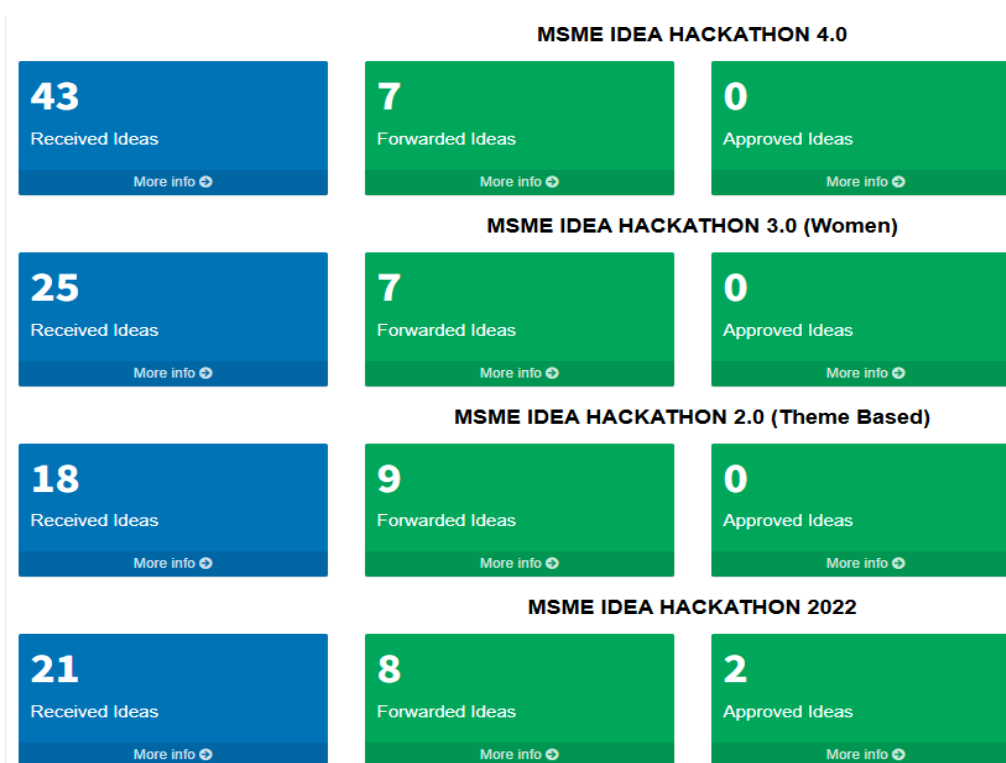 MSME IDEA HACKATHON 4.0
43 7 0
Received Ideas Forwarded Ideas Approved Ideas
More info More info More info
MSME IDEA HACKATHON 3.0 (Women)
25 7 0
Received Ideas Forwarded Ideas Approved Ideas
More info More info More info
MSME IDEA HACKATHON 2.0 (Theme Based)
18 9 0
Received Ideas Forwarded Ideas Approved Ideas
More info More info More info
MSME IDEA HACKATHON 2022
21 8 2
Received Ideas Forwarded Ideas Approved Ideas
More info More info More info